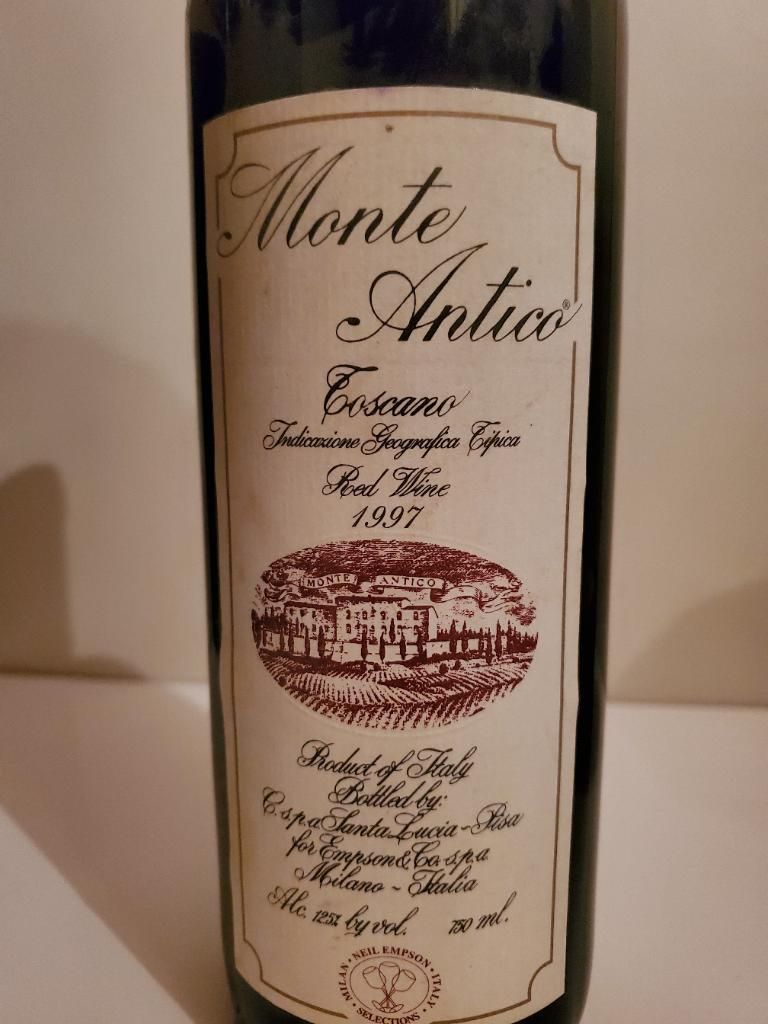 Monte
Antico®
Toscano
Indicazione Geografica Tipica
Red Wine
1997
MONTE ANTICO
Product of Italy
Bottled by:
C.s.p.a Santa Lucia - Pisa
for Empson & Co. s.p.a.
Milano - Italia
Alc. 12.5% by vol. 750 ml.
MILAN • NEIL EMPSON • ITALY
• SELECTIONS •